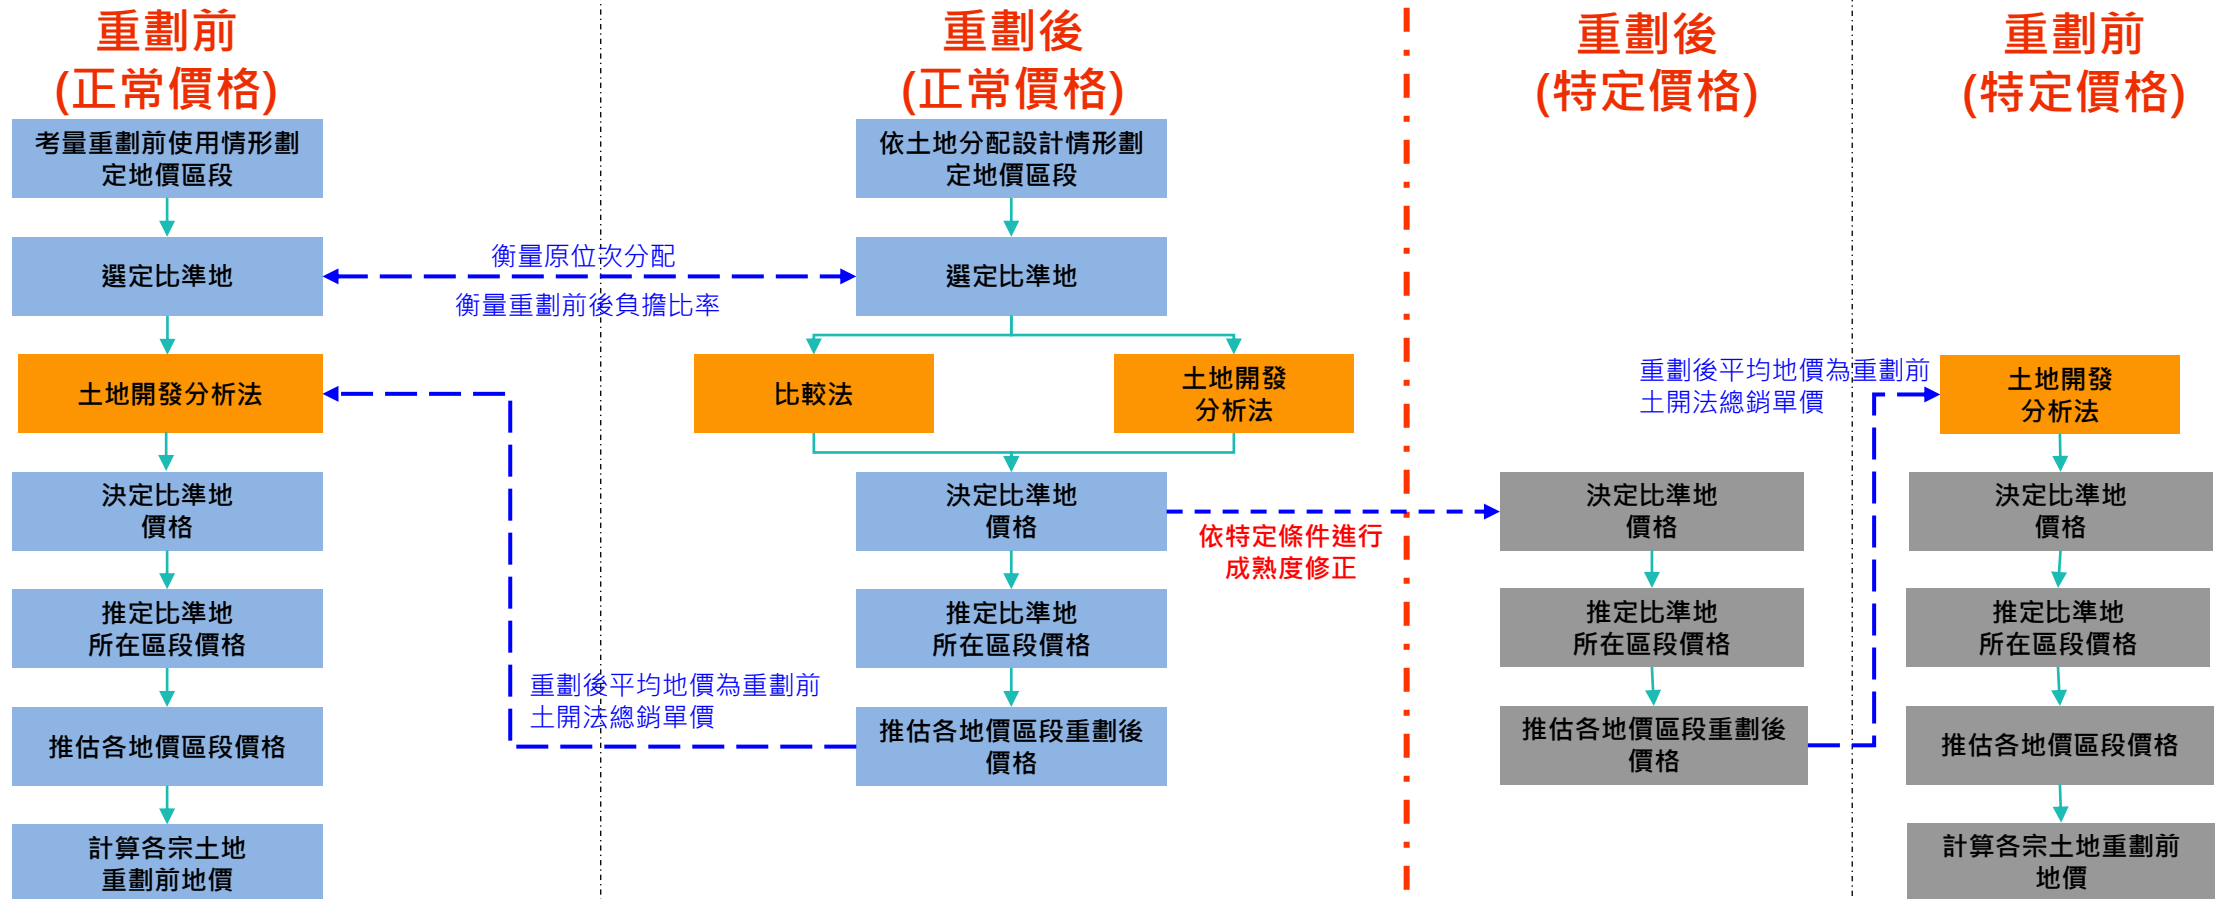 重劃前
(正常價格)
考量重劃前使用情形劃
定地價區段
選定比準地
土地開發分析法
決定比準地
價格
推定比準地
所在區段價格
推估各地價區段價格
計算各宗土地
重劃前地價
衡量原位次分配
衡量重劃前後負擔比率
重劃後平均地價為重劃前
土開法總銷單價
重劃後
(正常價格)
依土地分配設計情形劃
定地價區段
選定比準地
比較法
土地開發
分析法
決定比準地
價格
推定比準地
所在區段價格
推估各地價區段重劃後
價格
依特定條件進行
成熟度修正
重劃後
(特定價格)
決定比準地
價格
推定比準地
所在區段價格
推估各地價區段重劃後
價格
重劃後平均地價為重劃前
土開法總銷單價
重劃前
(特定價格)
土地開發
分析法
決定比準地
價格
推定比準地
所在區段價格
推估各地價區段價格
計算各宗土地重劃前
地價